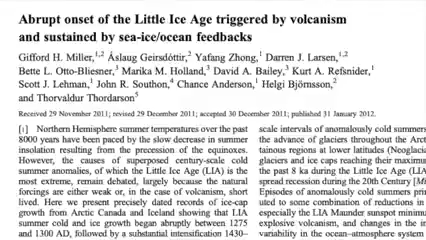 Abrupt onset of the Little Ice Age triggered by volcanism
and sustained by sea-ice/ocean feedbacks
Gifford H. Miller,1,2 Áslaug Geirsdóttir,2 Yafang Zhong,1 Darren J. Larsen,1,2
Bette L. Otto-Bliesner,3 Marika M. Holland,3 David A. Bailey,3 Kurt A. Refsnider,1
Scott J. Lehman,1 John R. Southon,4 Chance Anderson,1 Helgi Björnsson,2
and Thorvaldur Thordarson5
Received 29 November 2011; revised 29 December 2011; accepted 30 December 2011; published 31 January 2012.
[1] Northern Hemisphere summer temperatures over the past
8000 years have been paced by the slow decrease in summer
insolation resulting from the precession of the equinoxes.
However, the causes of superposed century-scale cold
summer anomalies, of which the Little Ice Age (LIA) is the
most extreme, remain debated, largely because the natural
forcings are either weak or, in the case of volcanism, short
lived. Here we present precisely dated records of ice-cap
growth from Arctic Canada and Iceland showing that LIA
summer cold and ice growth began abruptly between 1275
and 1300 AD, followed by a substantial intensification 1430–
scale intervals of anomalously cold summers
the advance of glaciers throughout the Arct
tainous regions at lower latitudes (Neoglacia
glaciers and ice caps reaching their maximum
the past 8 ka during the Little Ice Age (LIA
spread recession during the 20th Century [M
Episodes of anomalously cold summers prim
uted to some combination of reductions in
especially the LIA Maunder sunspot minimu
explosive volcanism, and changes in the in
variability in the ocean-atmosphere system